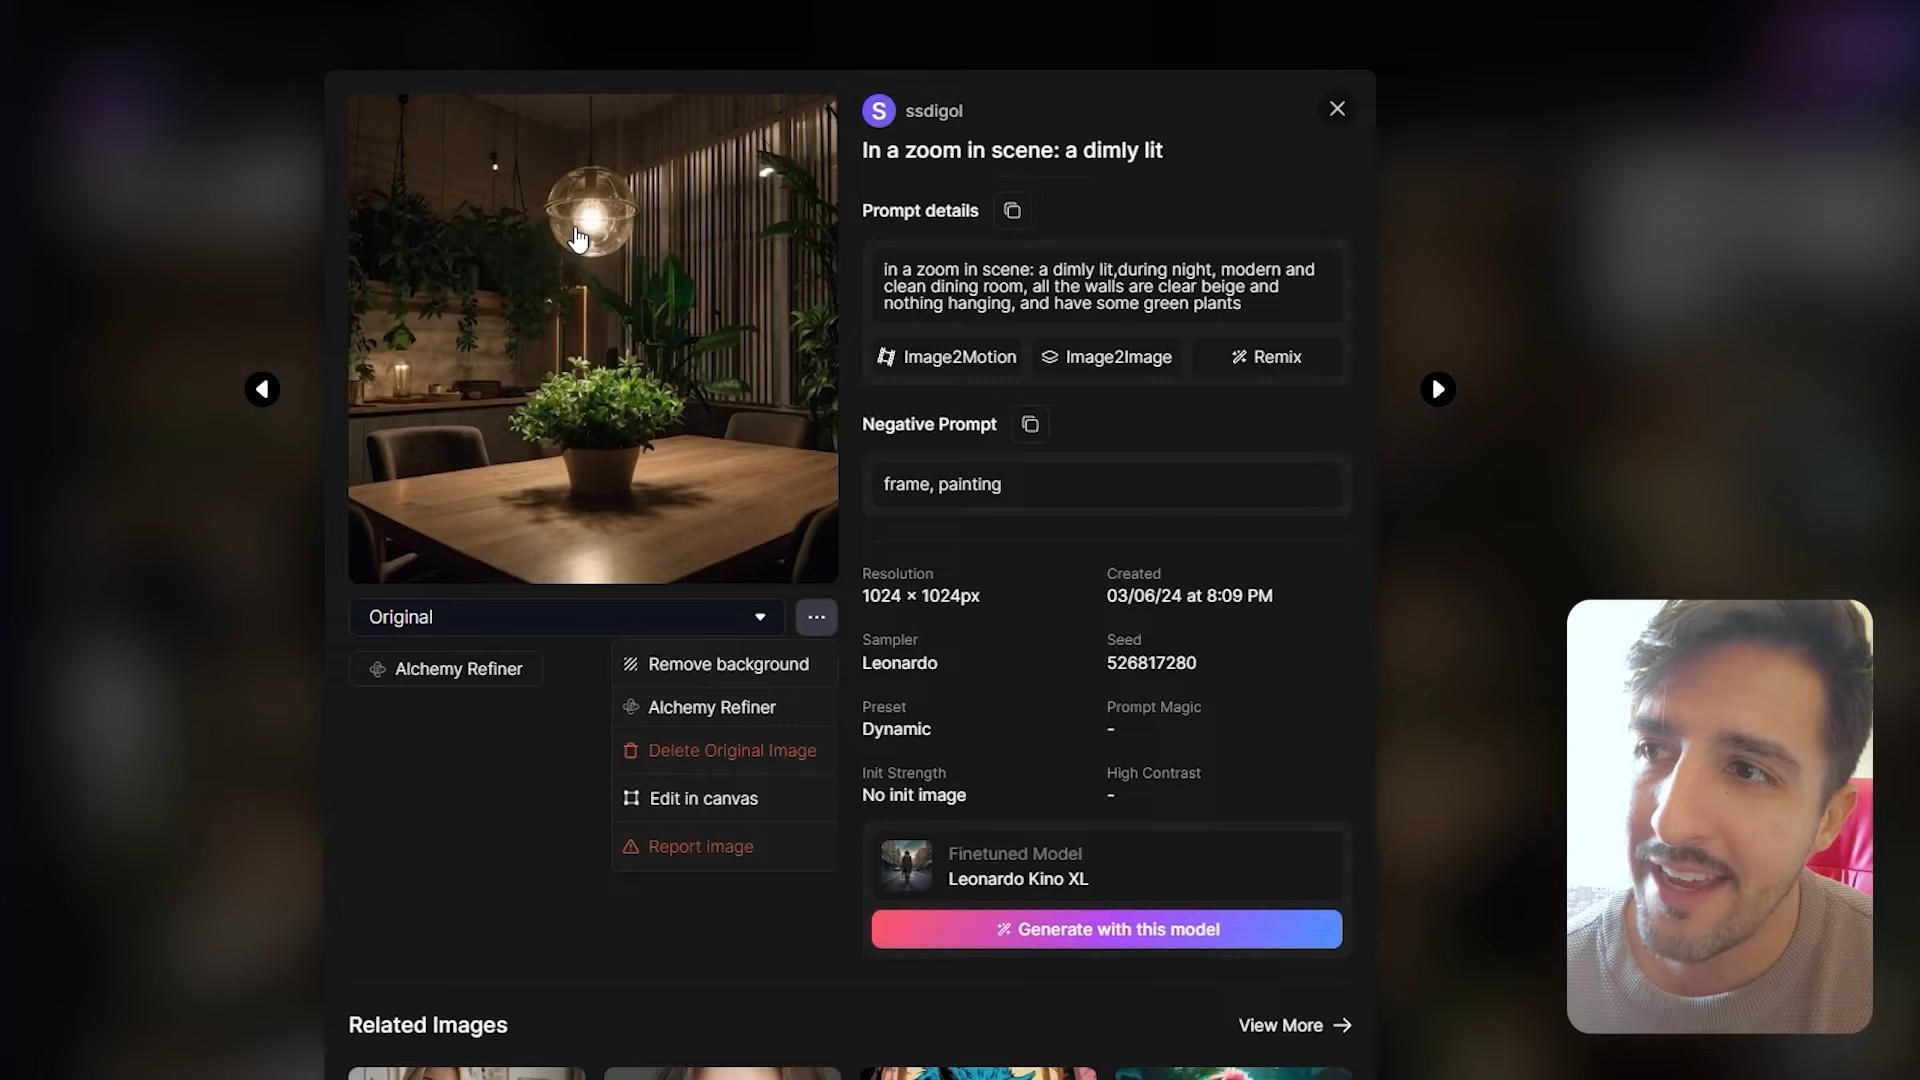 S ssdigol
In a zoom in scene: a dimly lit
Prompt details
in a zoom in scene: a dimly lit,during night, modern and
clean dining room, all the walls are clear beige and
nothing hanging, and have some green plants
Image2Motion Image2Image Remix
Negative Prompt
frame, painting
Original
Alchemy Refiner
Remove background
Alchemy Refiner
Delete Original Image
Edit in canvas
Report image
Resolution Created
1024 × 1024px 03/06/24 at 8:09 PM
Sampler Seed
Leonardo 526817280
Preset Prompt Magic
Dynamic -
Init Strength High Contrast
No init image -
Finetuned Model
Leonardo Kino XL
Generate with this model
Related Images View More